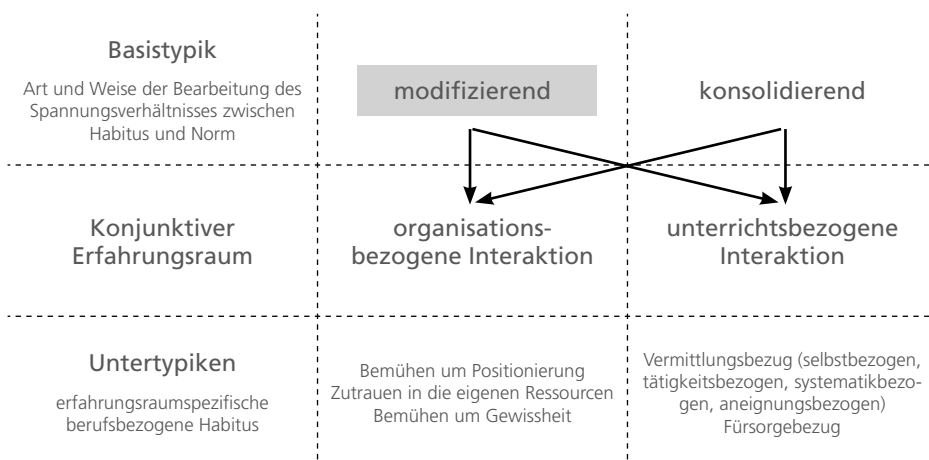 Basistypik
Art und Weise der Bearbeitung des
Spannungsverhältnisses zwischen
Habitus und Norm
modifizierend
konsolidierend
Konjunktiver
Erfahrungsraum
organisations-
bezogene Interaktion
unterrichtsbezogene
Interaktion
Untertypiken
erfahrungsraumspezifische
berufsbezogene Habitus
Bemühen um Positionierung
Zutrauen in die eigenen Ressourcen
Bemühen um Gewissheit
Vermittlungsbezug (selbstbezogen,
tätigkeitsbezogen, systematikbezo-
gen, aneignungsbezogen)
Fürsorgebezug